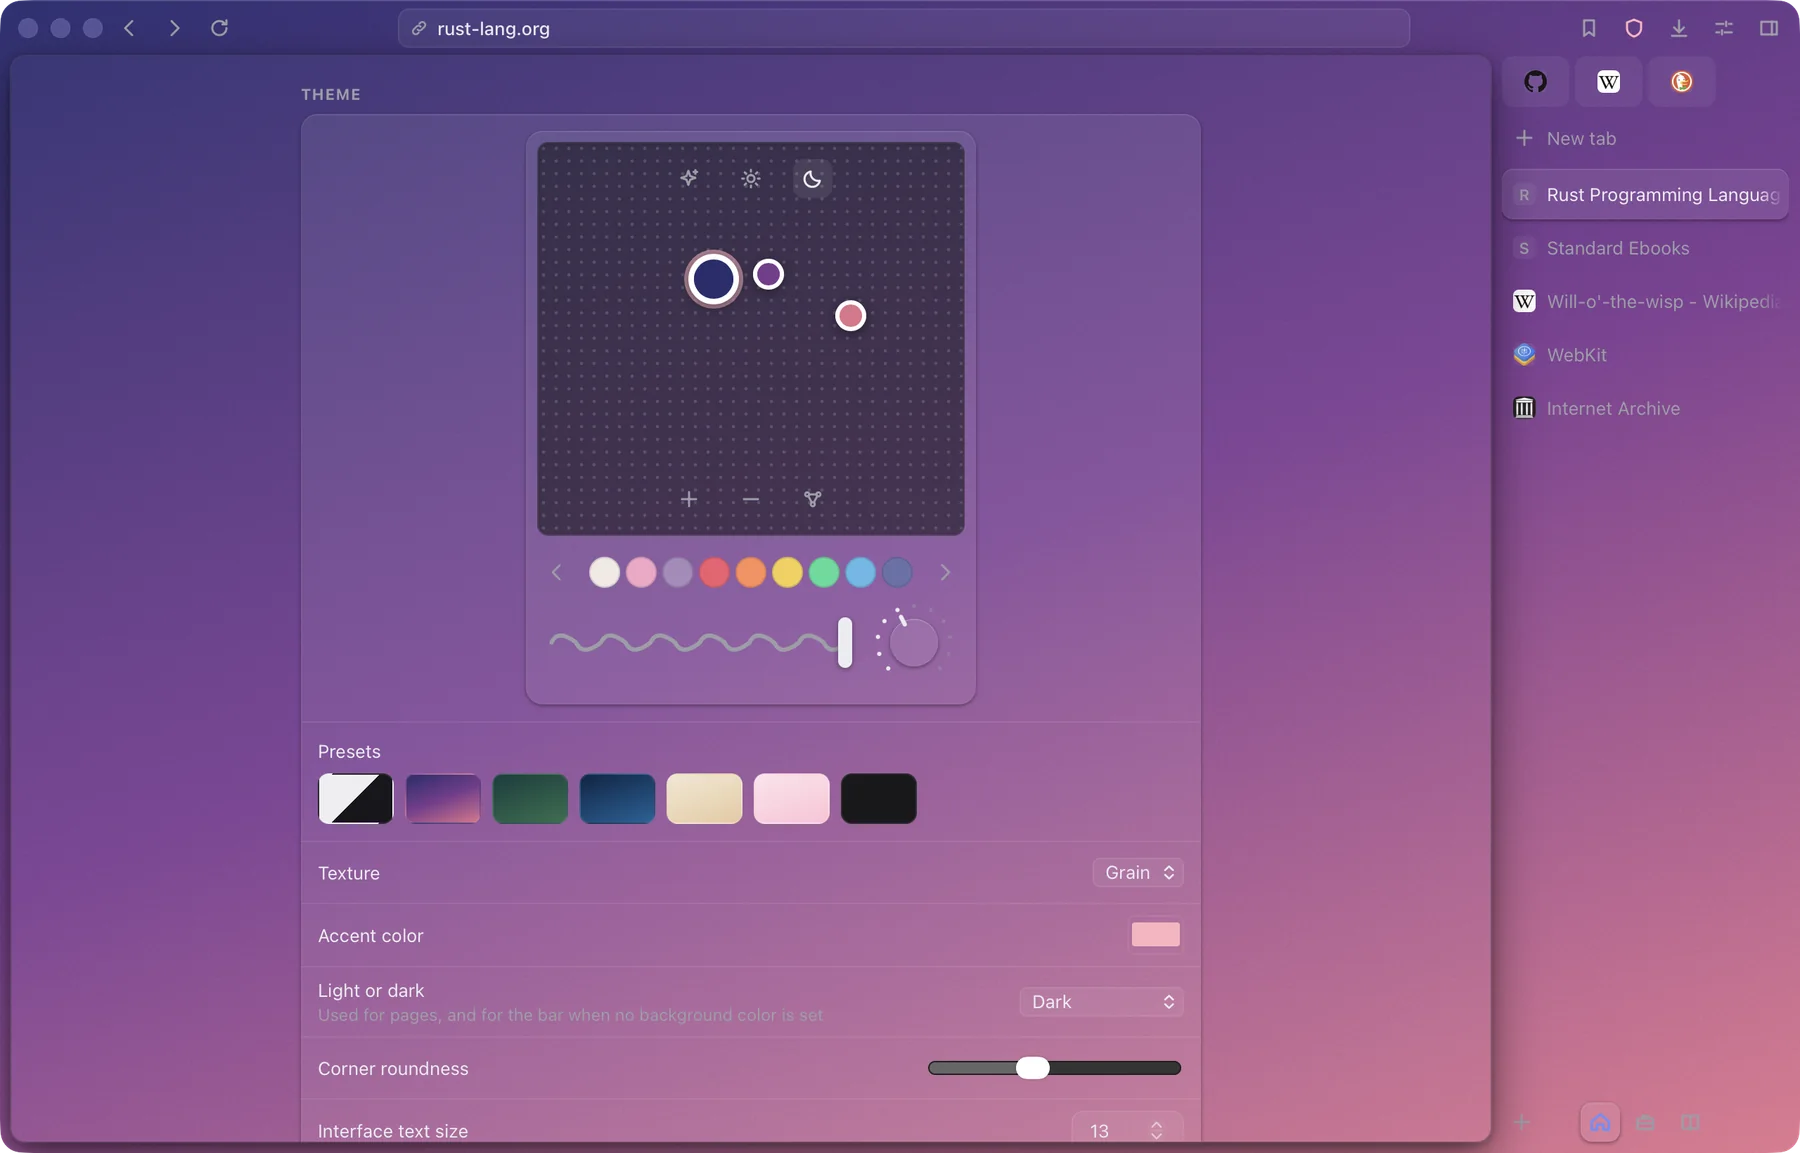 rust-lang.org
THEME
W
New tab
R Rust Programming Languag
S Standard Ebooks
W Will-o'-the-wisp - Wikipedia
WebKit
Internet Archive
Presets
Texture
Grain
Accent color
Light or dark
Used for pages, and for the bar when no background color is set
Dark
Corner roundness
Interface text size
13